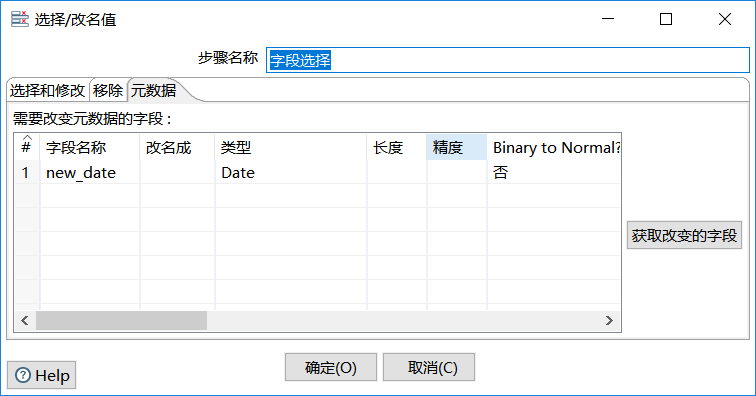 选择/改名值
步骤名称 字段选择
选择和修改 移除 元数据
需要改变元数据的字段 :
# 字段名称 改名成 类型 长度 精度 Binary to Normal?
1 new_date Date 否
获取改变的字段
确定(O) 取消(C)
Help